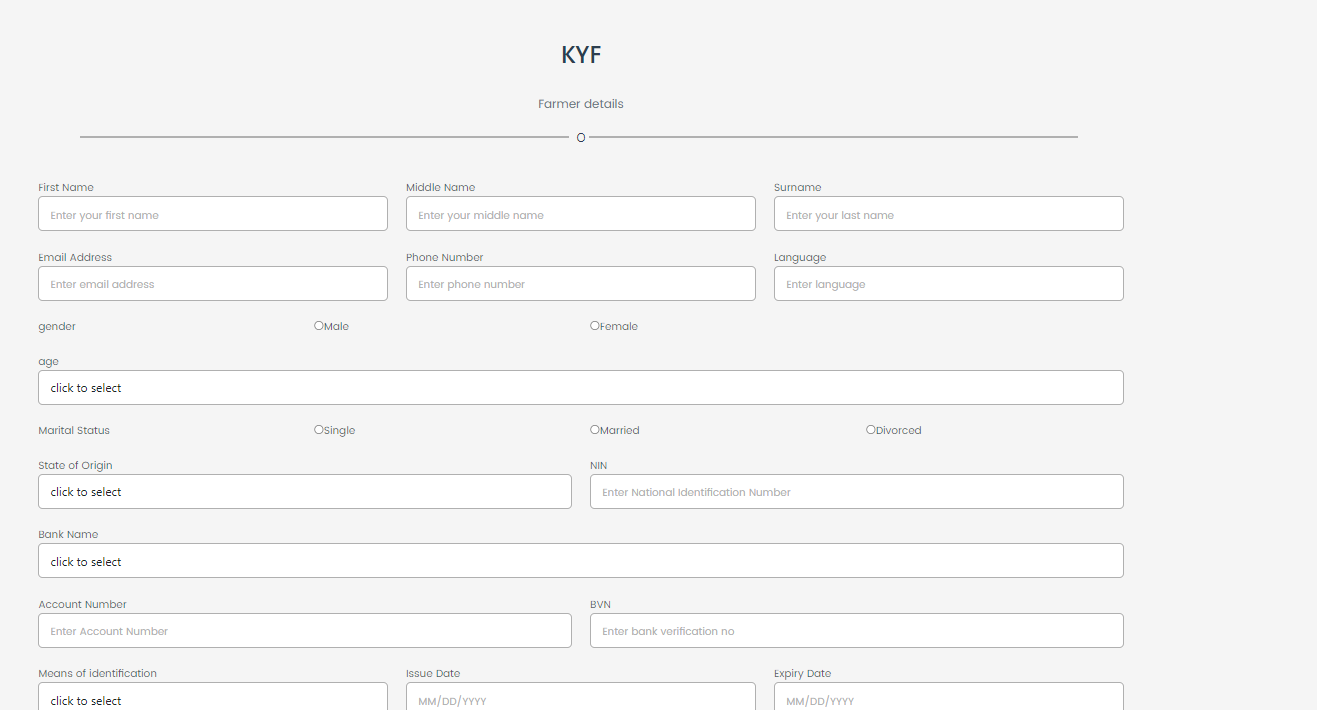 KYF
Farmer details
O
First Name Middle Name Surname
Enter your first name Enter your middle name Enter your last name
Email Address Phone Number Language
Enter email address Enter phone number Enter language
gender Male Female
age
click to select
Marital Status Single Married Divorced
State of Origin NIN
click to select Enter National Identification Number
Bank Name
click to select
Account Number BVN
Enter Account Number Enter bank verification no
Means of identification Issue Date Expiry Date
click to select MM/DD/YYYY MM/DD/YYYY